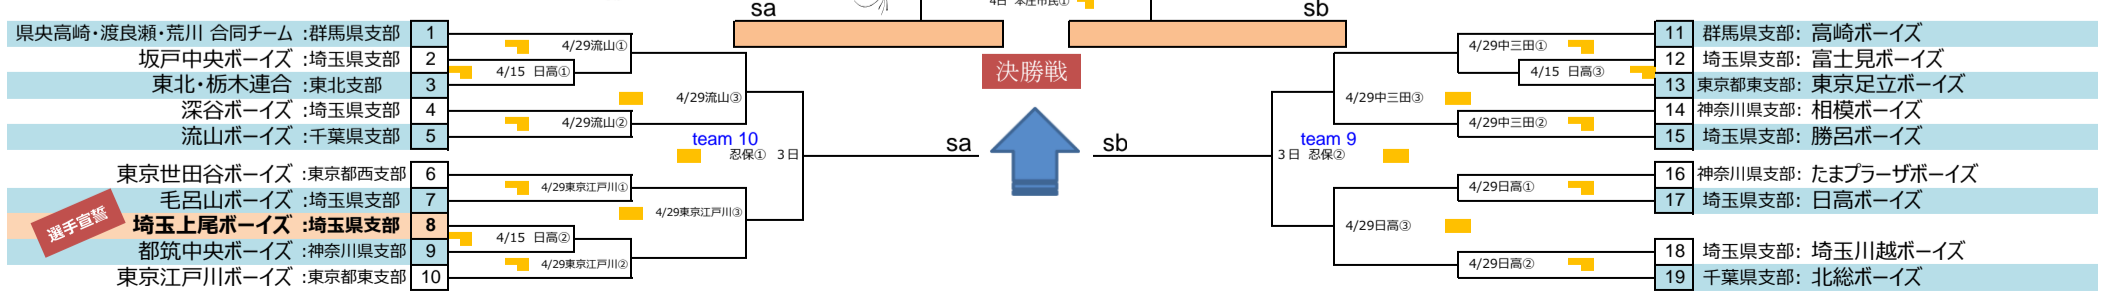 sa
4日 本庄市民①
sb
県央高崎・渡良瀬・荒川 合同チーム :群馬県支部 1
坂戸中央ボーイズ :埼玉県支部 2
東北・栃木連合 :東北支部 3
深谷ボーイズ :埼玉県支部 4
流山ボーイズ :千葉県支部 5
4/29流山①
4/15 日高①
4/29流山③
4/29流山②
team 10
忍保① 3日
東京世田谷ボーイズ :東京都西支部 6
毛呂山ボーイズ :埼玉県支部 7
埼玉上尾ボーイズ :埼玉県支部 8
都筑中央ボーイズ :神奈川県支部 9
東京江戸川ボーイズ :東京都東支部 10
選手宣誓
4/29東京江戸川①
4/29東京江戸川③
4/15 日高②
4/29東京江戸川②
決勝戦
sa
sb
11 群馬県支部: 高崎ボーイズ
12 埼玉県支部: 富士見ボーイズ
13 東京都東支部: 東京足立ボーイズ
14 神奈川県支部: 相模ボーイズ
15 埼玉県支部: 勝呂ボーイズ
4/29中三田①
4/15 日高③
4/29中三田③
4/29中三田②
team 9
3日 忍保②
16 神奈川県支部: たまプラーザボーイズ
17 埼玉県支部: 日高ボーイズ
18 埼玉県支部: 埼玉川越ボーイズ
19 千葉県支部: 北総ボーイズ
4/29日高①
4/29日高③
4/29日高②